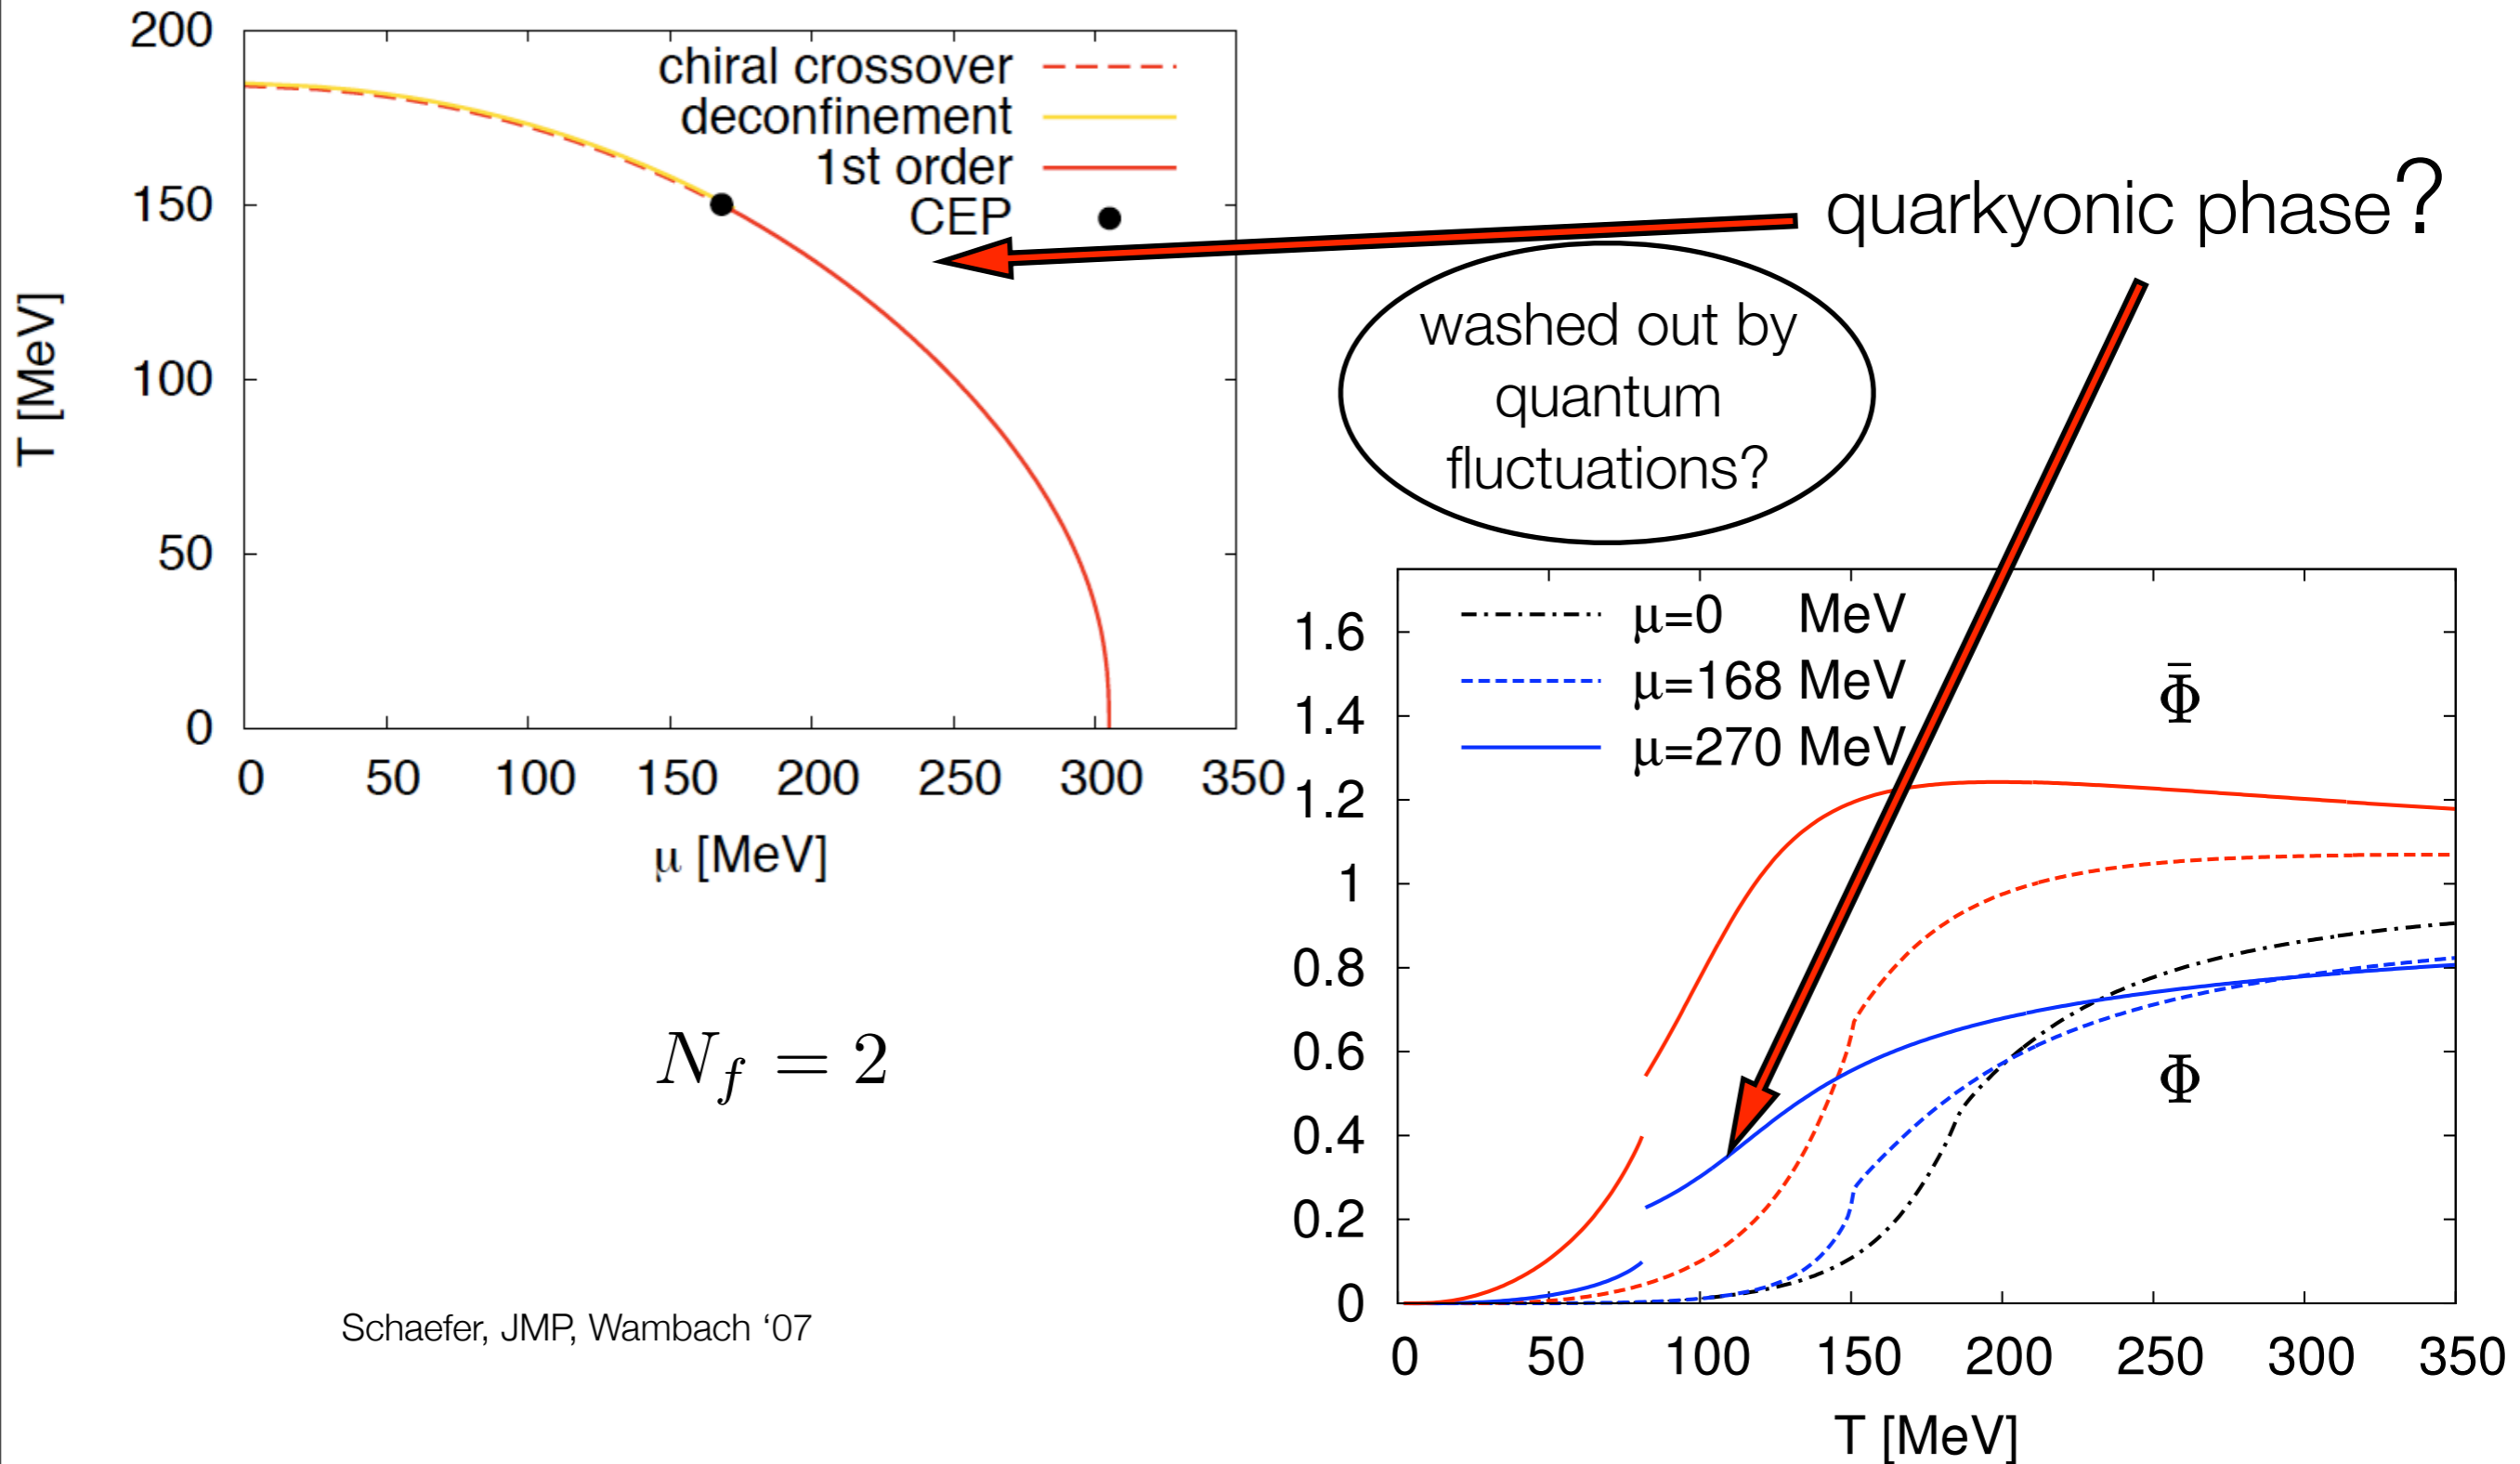 200
150
100
50
0
T [MeV]
chiral crossover
deconfinement
1st order
CEP
0 50 100 150 200 250 300 350
μ [MeV]
quarkyonic phase?
washed out by
quantum
fluctuations?
N_f = 2
Schaefer, JMP, Wambach ‘07
1.6
1.4
1.2
1
0.8
0.6
0.4
0.2
0
μ=0 MeV
μ=168 MeV
μ=270 MeV
Φ̄
Φ
0 50 100 150 200 250 300 350
T [MeV]